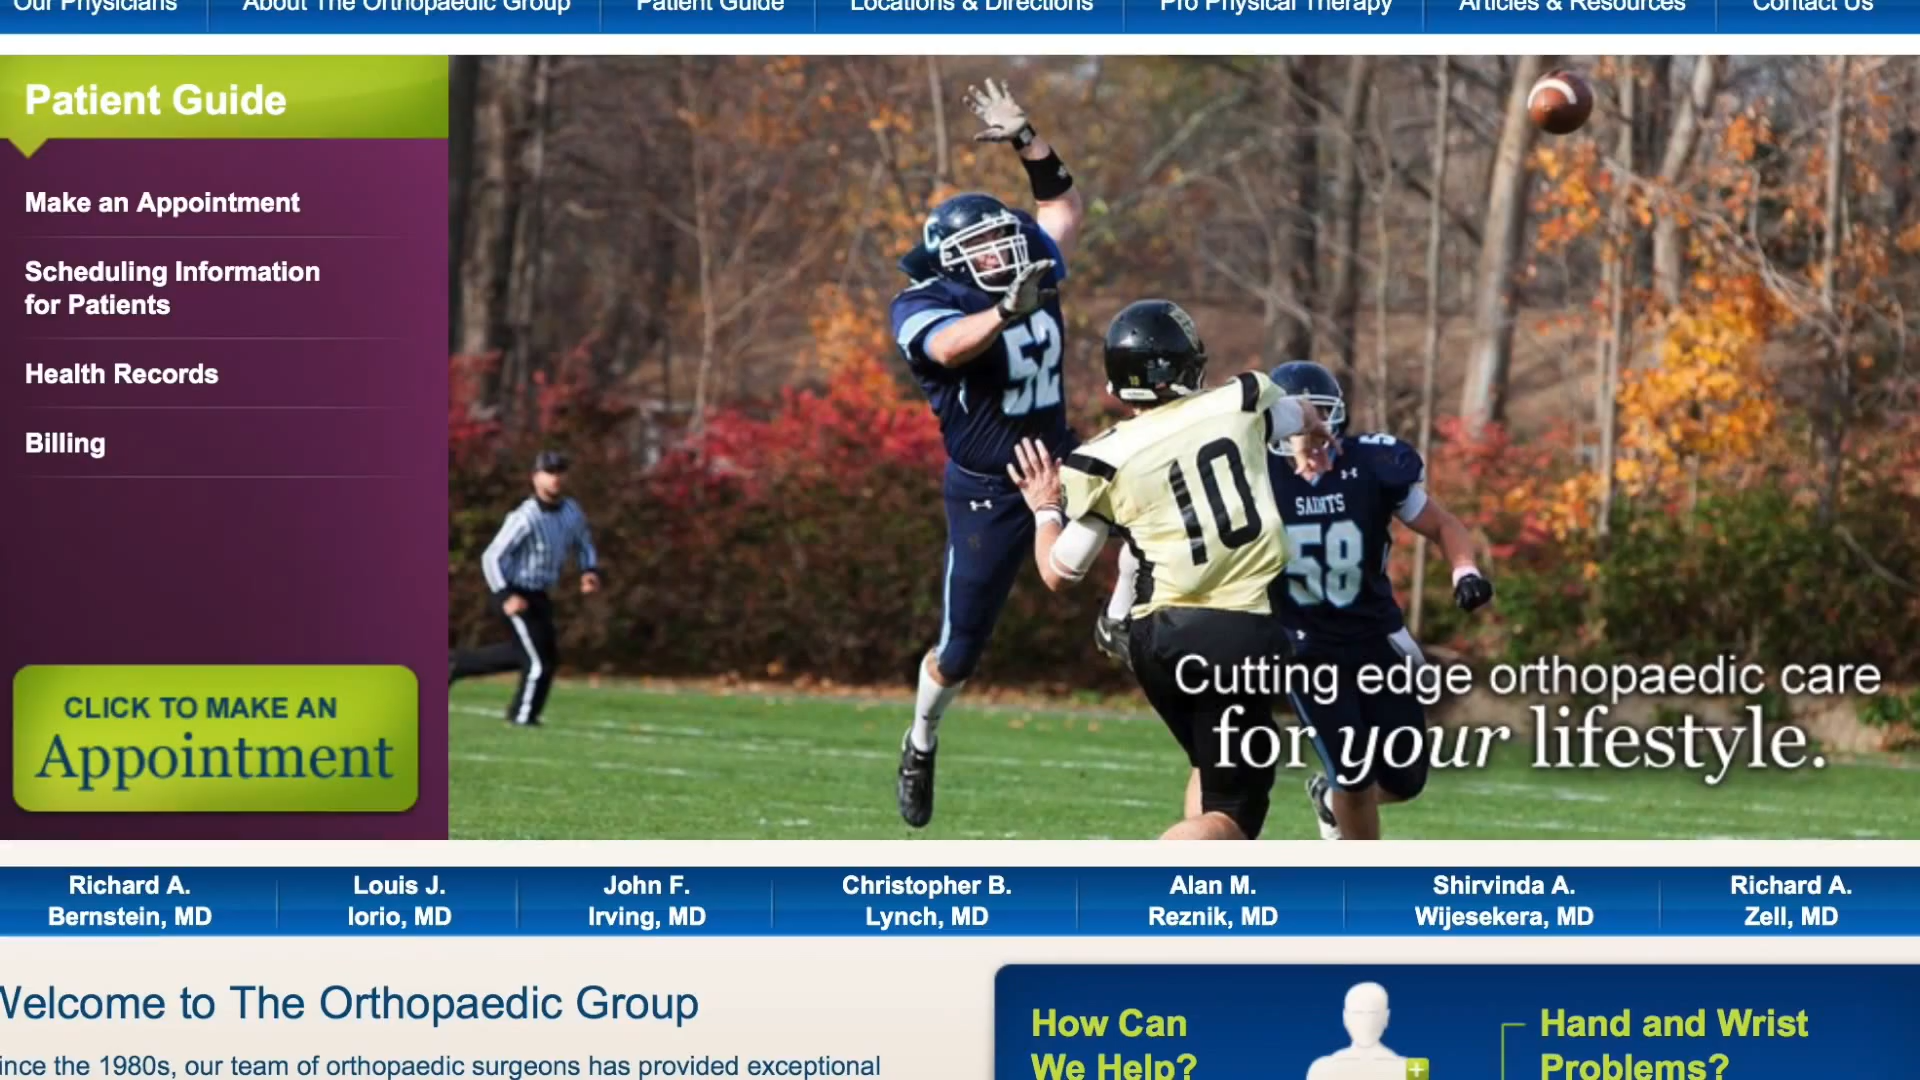 Our Physicians
About The Orthopaedic Group
Patient Guide
Locations & Directions
Pro Physical Therapy
Articles & Resources
Contact Us
Patient Guide
Make an Appointment
Scheduling Information
for Patients
Health Records
Billing
CLICK TO MAKE AN
Appointment
52
10
SAINTS
58
Cutting edge orthopaedic care
for your lifestyle.
Richard A.
Bernstein, MD
Louis J.
Iorio, MD
John F.
Irving, MD
Christopher B.
Lynch, MD
Alan M.
Reznik, MD
Shirvinda A.
Wijesekera, MD
Richard A.
Zell, MD
Welcome to The Orthopaedic Group
ince the 1980s, our team of orthopaedic surgeons has provided exceptional
How Can
We Help?
Hand and Wrist
Problems?